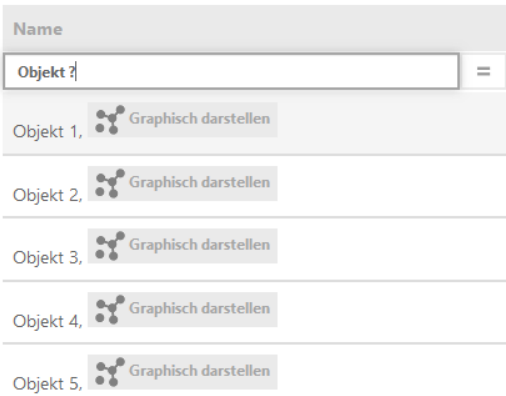 Name
Objekt ? =
Objekt 1, Graphisch darstellen
Objekt 2, Graphisch darstellen
Objekt 3, Graphisch darstellen
Objekt 4, Graphisch darstellen
Objekt 5, Graphisch darstellen